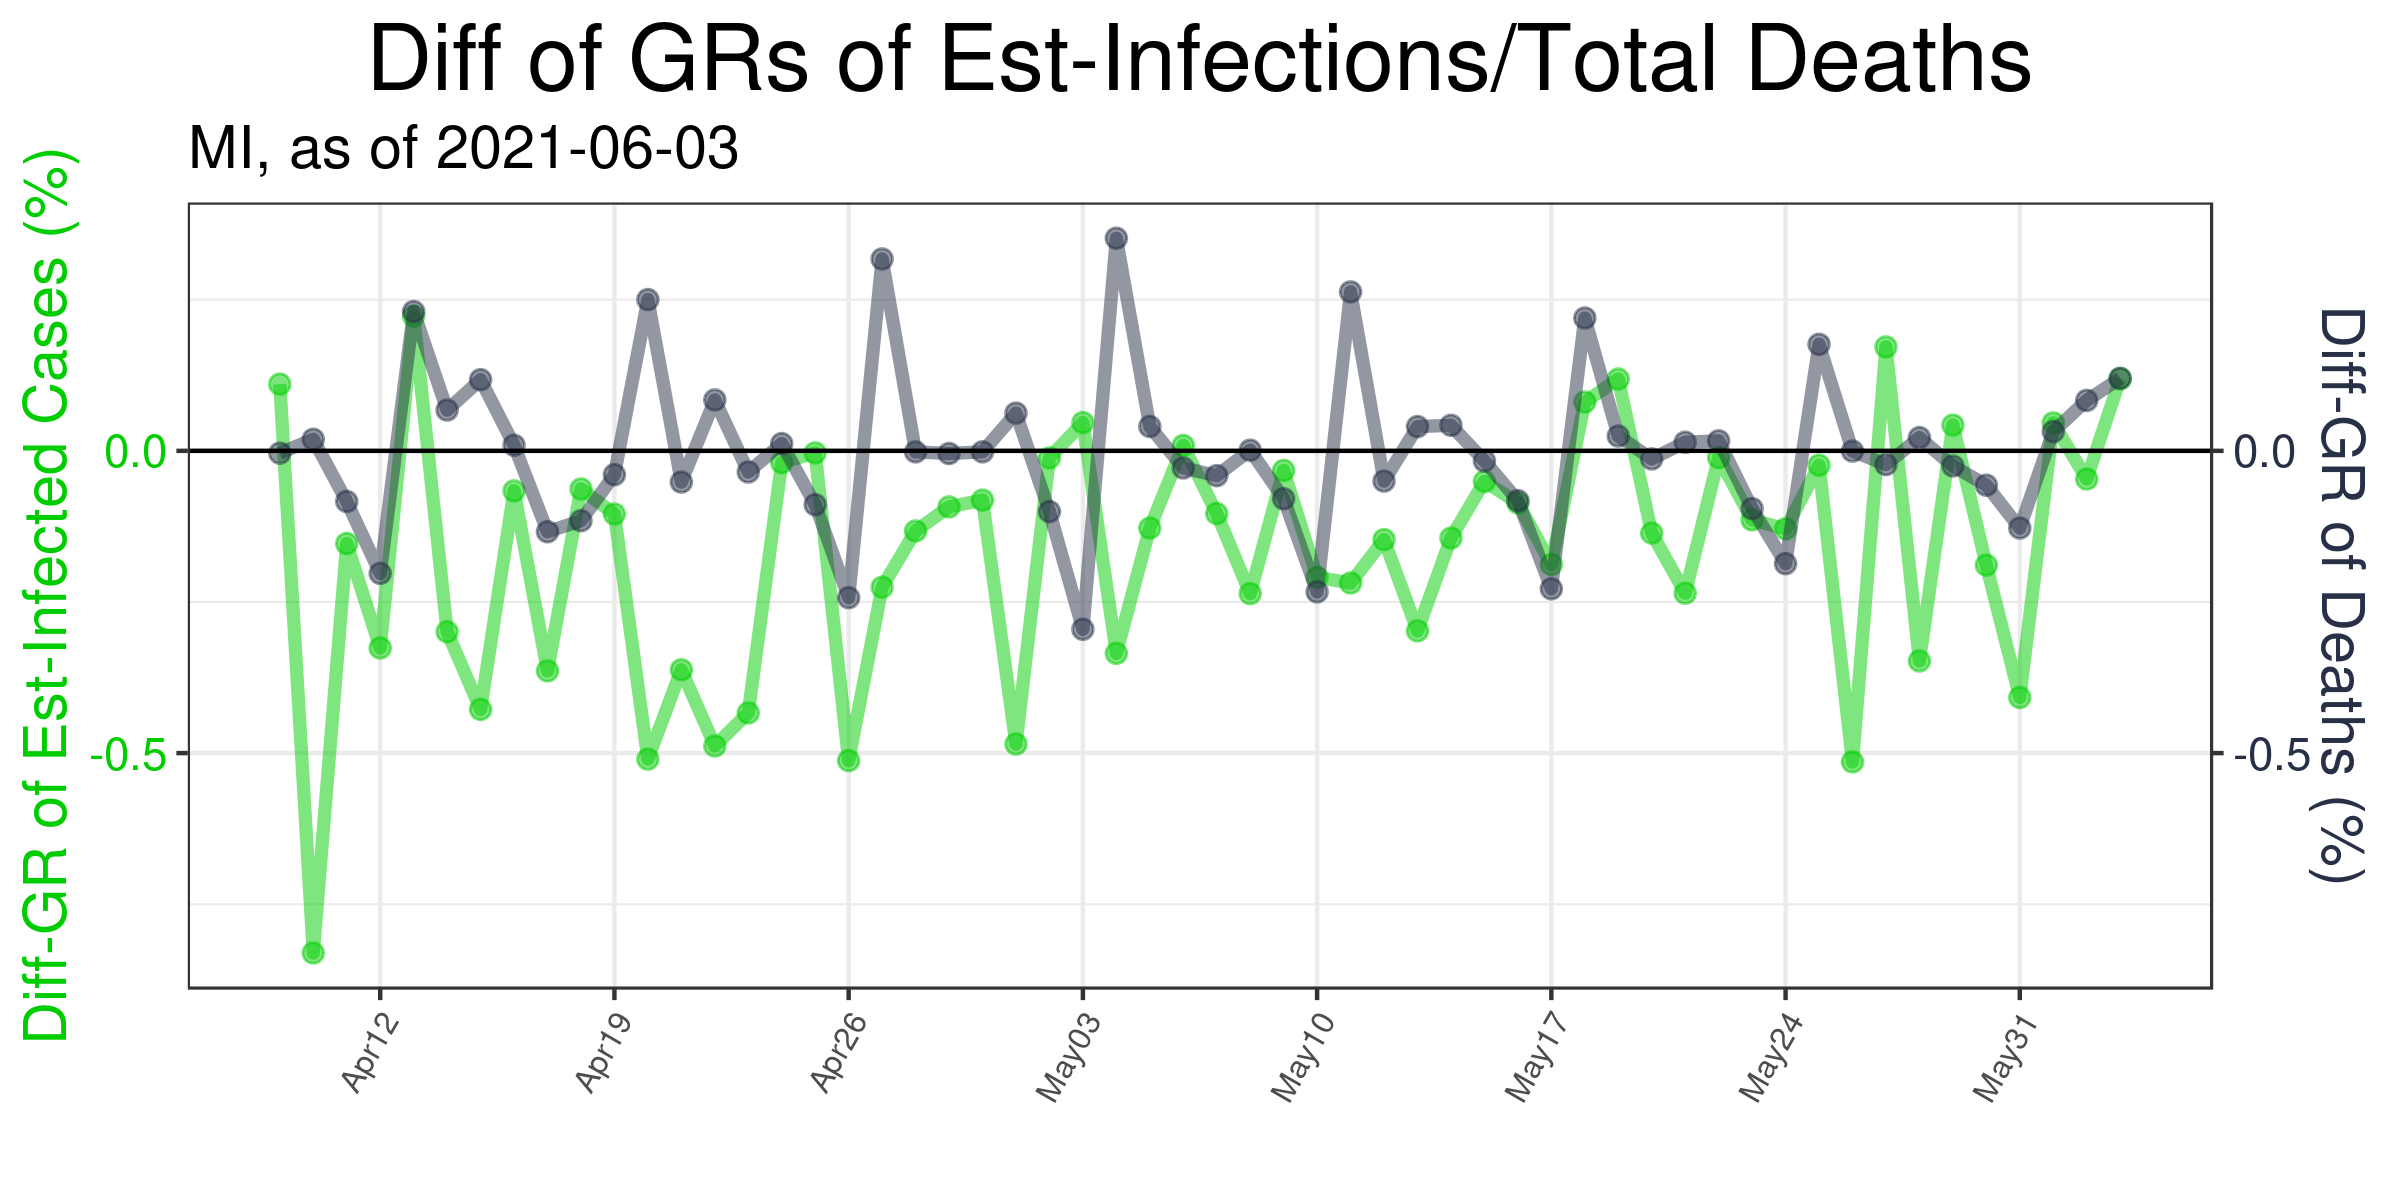 Diff of GRs of Est-Infections/Total Deaths
MI, as of 2021-06-03
Diff-GR of Est-Infected Cases (%)
0.0
-0.5
0.0
-0.5
Diff-GR of Deaths (%)
Apr12
Apr19
Apr26
May03
May10
May17
May24
May31